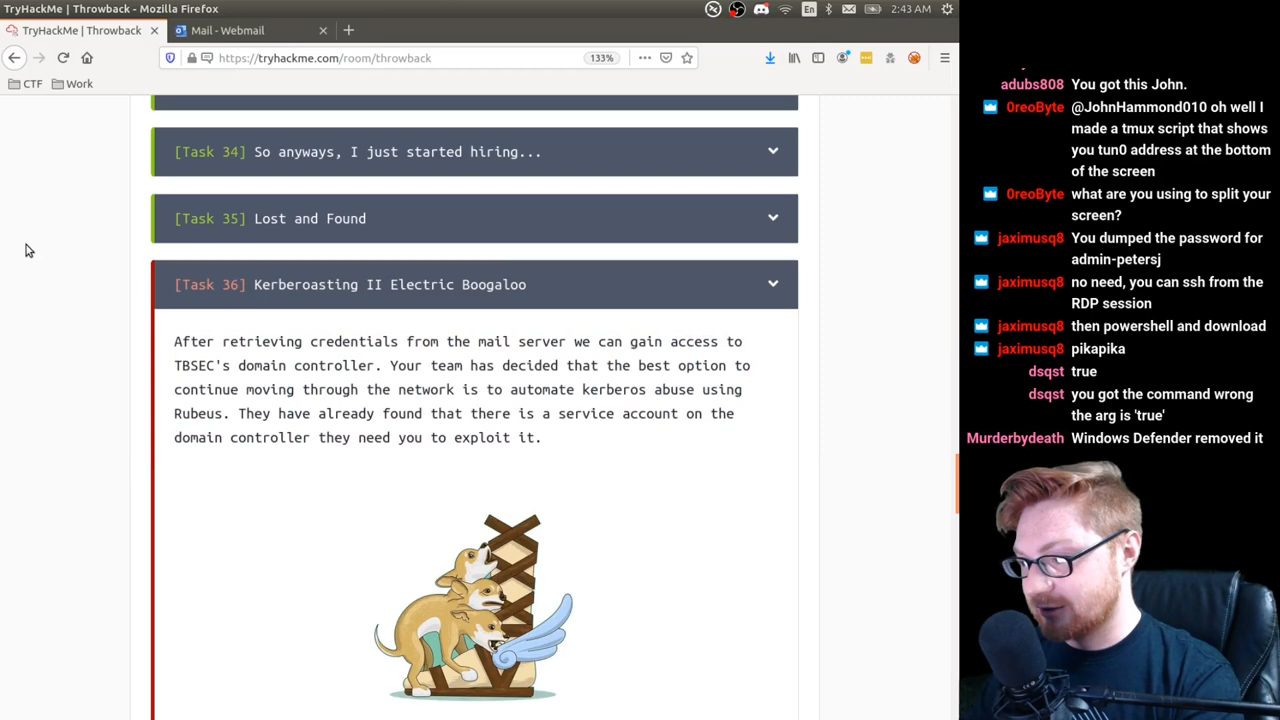 TryHackMe | Throwback - Mozilla Firefox
En
2:43 AM
TryHackMe | Throwback
Mail - Webmail
https://tryhackme.com/room/throwback
133%
CTF
Work
[Task 34] So anyways, I just started hiring...
[Task 35] Lost and Found
[Task 36] Kerberoasting II Electric Boogaloo
After retrieving credentials from the mail server we can gain access to
TBSEC's domain controller. Your team has decided that the best option to
continue moving through the network is to automate kerberos abuse using
Rubeus. They have already found that there is a service account on the
domain controller they need you to exploit it.
adubs808 You got this John.
0reoByte @JohnHammond010 oh well I
made a tmux script that shows
you tun0 address at the bottom
of the screen
0reoByte what are you using to split your
screen?
jaximusq8 You dumped the password for
admin-petersj
jaximusq8 no need, you can ssh from the
RDP session
jaximusq8 then powershell and download
jaximusq8 pikapika
dsqst true
dsqst you got the command wrong
the arg is 'true'
Murderbydeath Windows Defender removed it